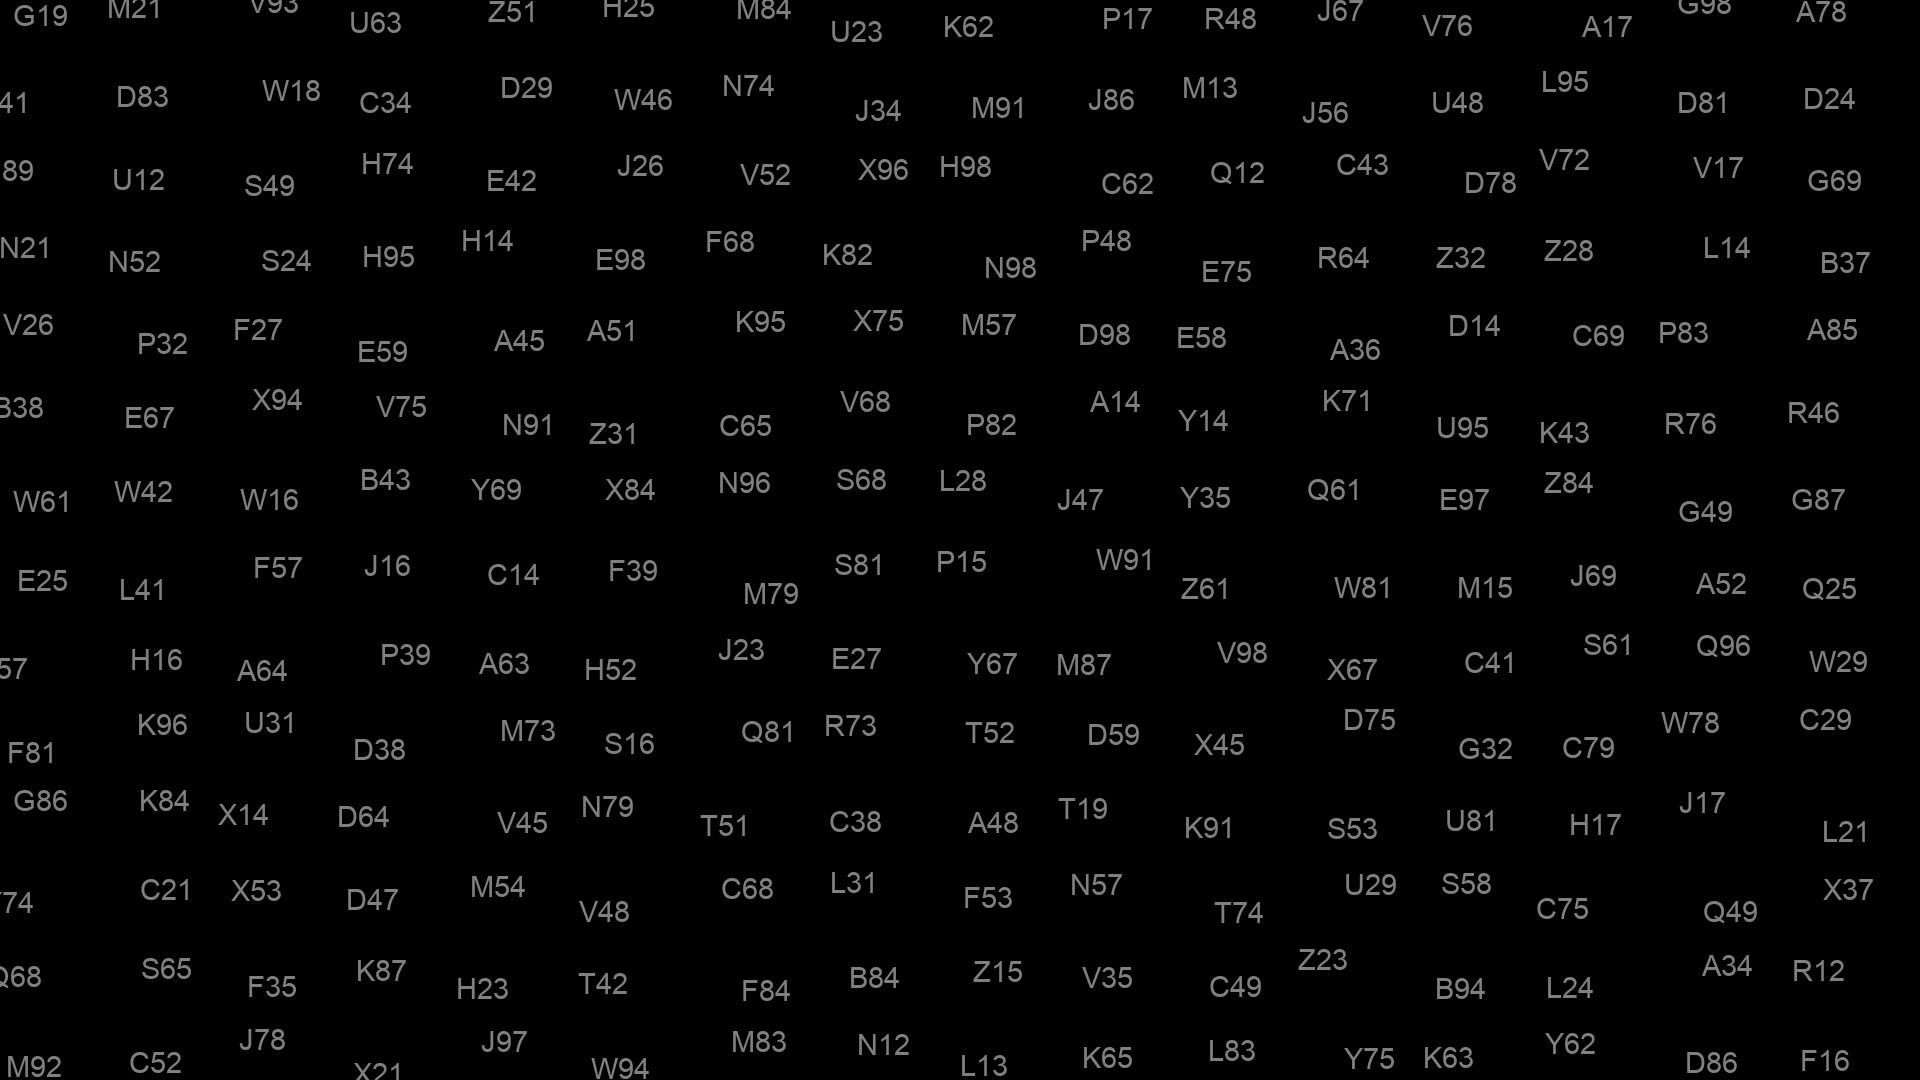 G19 M21 V93 U63 Z51 H25 M84 U23 K62 P17 R48 J67 V76 A17 G98 A78
41 D83 W18 C34 D29 W46 N74 J34 M91 J86 M13 J56 U48 L95 D81 D24
89 U12 S49 H74 E42 J26 V52 X96 H98 C62 Q12 C43 D78 V72 V17 G69
N21 N52 S24 H95 H14 E98 F68 K82 N98 P48 E75 R64 Z32 Z28 L14 B37
V26 P32 F27 E59 A45 A51 K95 X75 M57 D98 E58 A36 D14 C69 P83 A85
B38 E67 X94 V75 N91 Z31 C65 V68 P82 A14 Y14 K71 U95 K43 R76 R46
W61 W42 W16 B43 Y69 X84 N96 S68 L28 J47 Y35 Q61 E97 Z84 G49 G87
E25 L41 F57 J16 C14 F39 M79 S81 P15 W91 Z61 W81 M15 J69 A52 Q25
57 H16 A64 P39 A63 H52 J23 E27 Y67 M87 V98 X67 C41 S61 Q96 W29
F81 K96 U31 D38 M73 S16 Q81 R73 T52 D59 X45 D75 G32 C79 W78 C29
G86 K84 X14 D64 V45 N79 T51 C38 A48 T19 K91 S53 U81 H17 J17 L21
74 C21 X53 D47 M54 V48 C68 L31 F53 N57 T74 U29 S58 C75 Q49 X37
Q68 S65 F35 K87 H23 T42 F84 B84 Z15 V35 C49 Z23 B94 L24 A34 R12
M92 C52 J78 X21 J97 W94 M83 N12 L13 K65 L83 Y75 K63 Y62 D86 F16